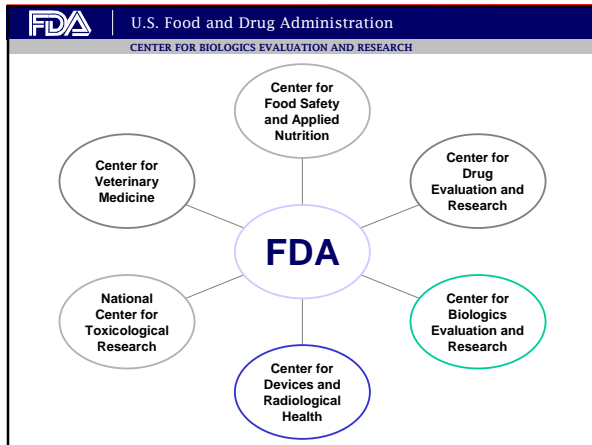 FDA
U.S. Food and Drug Administration
CENTER FOR BIOLOGICS EVALUATION AND RESEARCH
Center for
Food Safety
and Applied
Nutrition
Center for
Veterinary
Medicine
Center for
Drug
Evaluation and
Research
FDA
National
Center for
Toxicological
Research
Center for
Biologics
Evaluation and
Research
Center for
Devices and
Radiological
Health